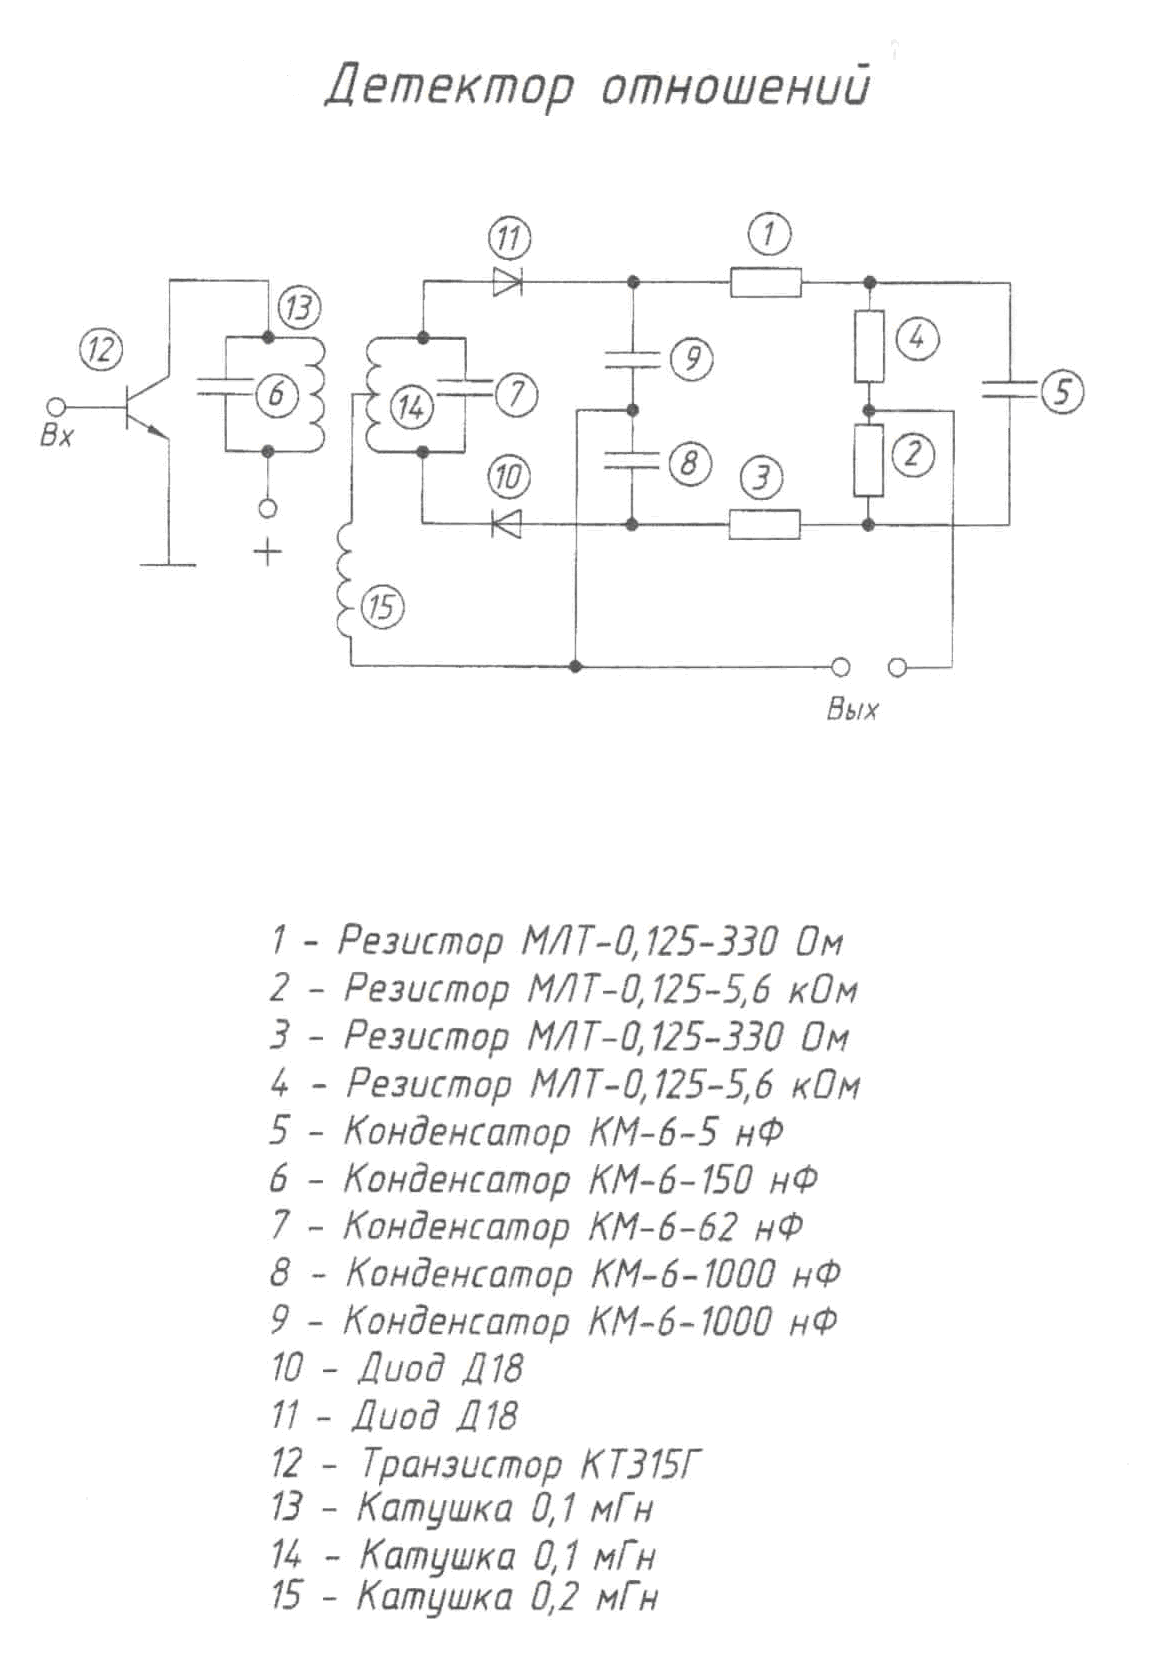 Детектор отношений
11
1
13
12
4
9
6
14
7
5
Вх
10
8
3
2
+
15
Вых
1 - Резистор МЛТ-0,125-330 Ом
2 - Резистор МЛТ-0,125-5,6 кОм
3 - Резистор МЛТ-0,125-330 Ом
4 - Резистор МЛТ-0,125-5,6 кОм
5 - Конденсатор КМ-6-5 нФ
6 - Конденсатор КМ-6-150 нФ
7 - Конденсатор КМ-6-62 нФ
8 - Конденсатор КМ-6-1000 нФ
9 - Конденсатор КМ-6-1000 нФ
10 - Диод Д18
11 - Диод Д18
12 - Транзистор КТ315Г
13 - Катушка 0,1 мГн
14 - Катушка 0,1 мГн
15 - Катушка 0,2 мГн